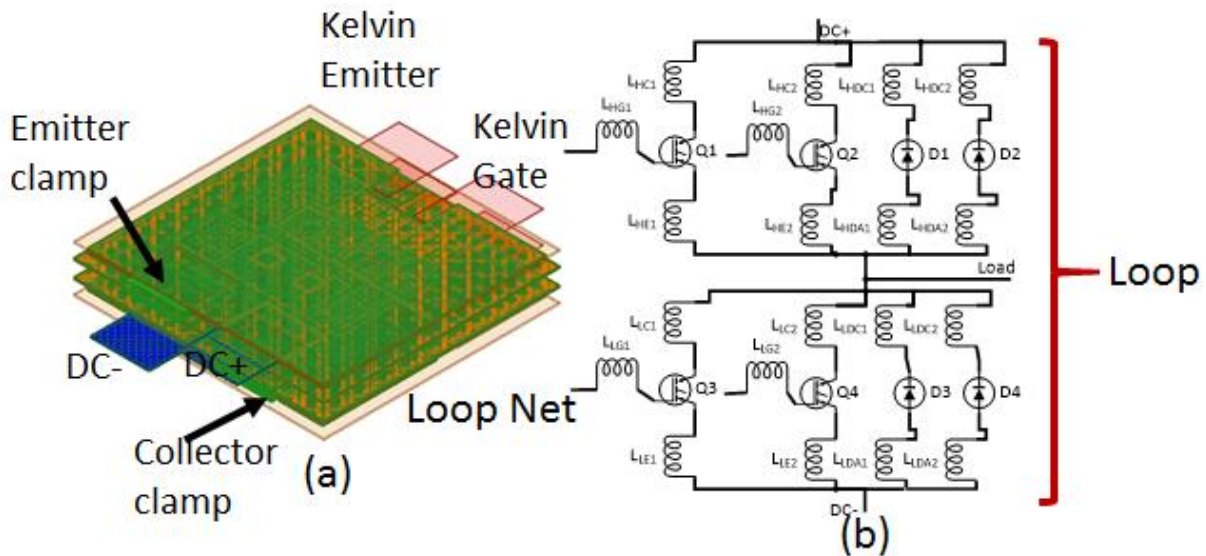 Kelvin
Emitter
Emitter
clamp
Kelvin
Gate
DC-
DC+
Collector
clamp
(a)
Loop Net
DC+
LHC1
LHC2
LHDC1
LHDC2
LHG1
LHG2
Q1
Q2
D1
D2
LHE1
LHE2
LHDA1
LHDA2
Load
LLC1
LLC2
LLDC1
LLDC2
LLG1
LLG2
Q3
Q4
D3
D4
LLE1
LLE2
LLDA1
LLDA2
DC-
(b)
Loop